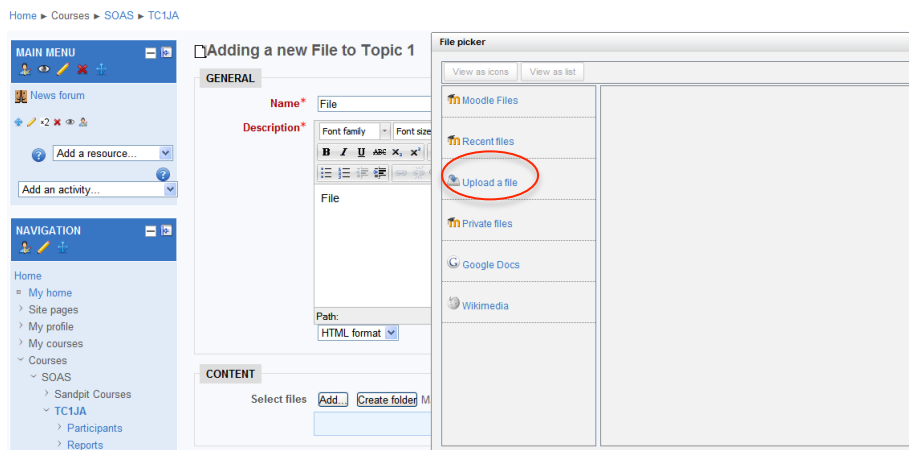 Home ► Courses ► SOAS ► TC1JA
MAIN MENU
News forum
×2
Add a resource...
Add an activity...
NAVIGATION
Home
My home
Site pages
My profile
My courses
Courses
SOAS
Sandpit Courses
TC1JA
Participants
Reports
Adding a new File to Topic 1
GENERAL
Name*
File
Description*
Font family
Font size
B I U ABC X₂ X²
File
Path:
HTML format
CONTENT
Select files
Add...
Create folder
File picker
View as icons
View as list
Moodle Files
Recent files
Upload a file
Private files
Google Docs
Wikimedia